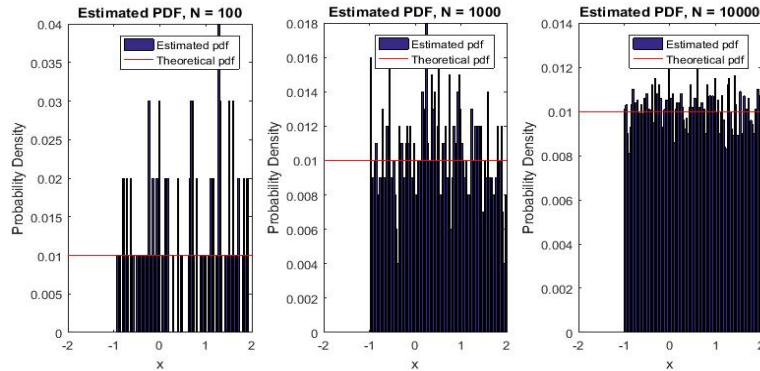 Estimated PDF, N = 100
0.04
0.035
0.03
0.025
0.02
0.015
0.01
0.005
0
Probability Density
-2
-1
0
1
2
x
Estimated pdf
Theoretical pdf
Estimated PDF, N = 1000
0.018
0.016
0.014
0.012
0.01
0.008
0.006
0.004
0.002
0
Probability Density
-2
-1
0
1
2
x
Estimated pdf
Theoretical pdf
Estimated PDF, N = 10000
0.014
0.012
0.01
0.008
0.006
0.004
0.002
0
Probability Density
-2
-1
0
1
2
x
Estimated pdf
Theoretical pdf